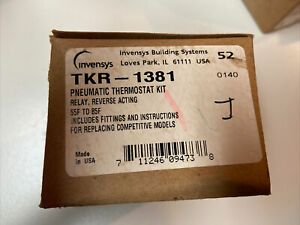 invensys
Invensys Building Systems
Loves Park, IL 61111 USA
52
TKR-1381
0140
PNEUMATIC THERMOSTAT KIT
RELAY, REVERSE ACTING
55F TO 85F
INCLUDES FITTINGS AND INSTRUCTIONS
FOR REPLACING COMPETITIVE MODELS
J
Made
in USA
7 11246 09473 8